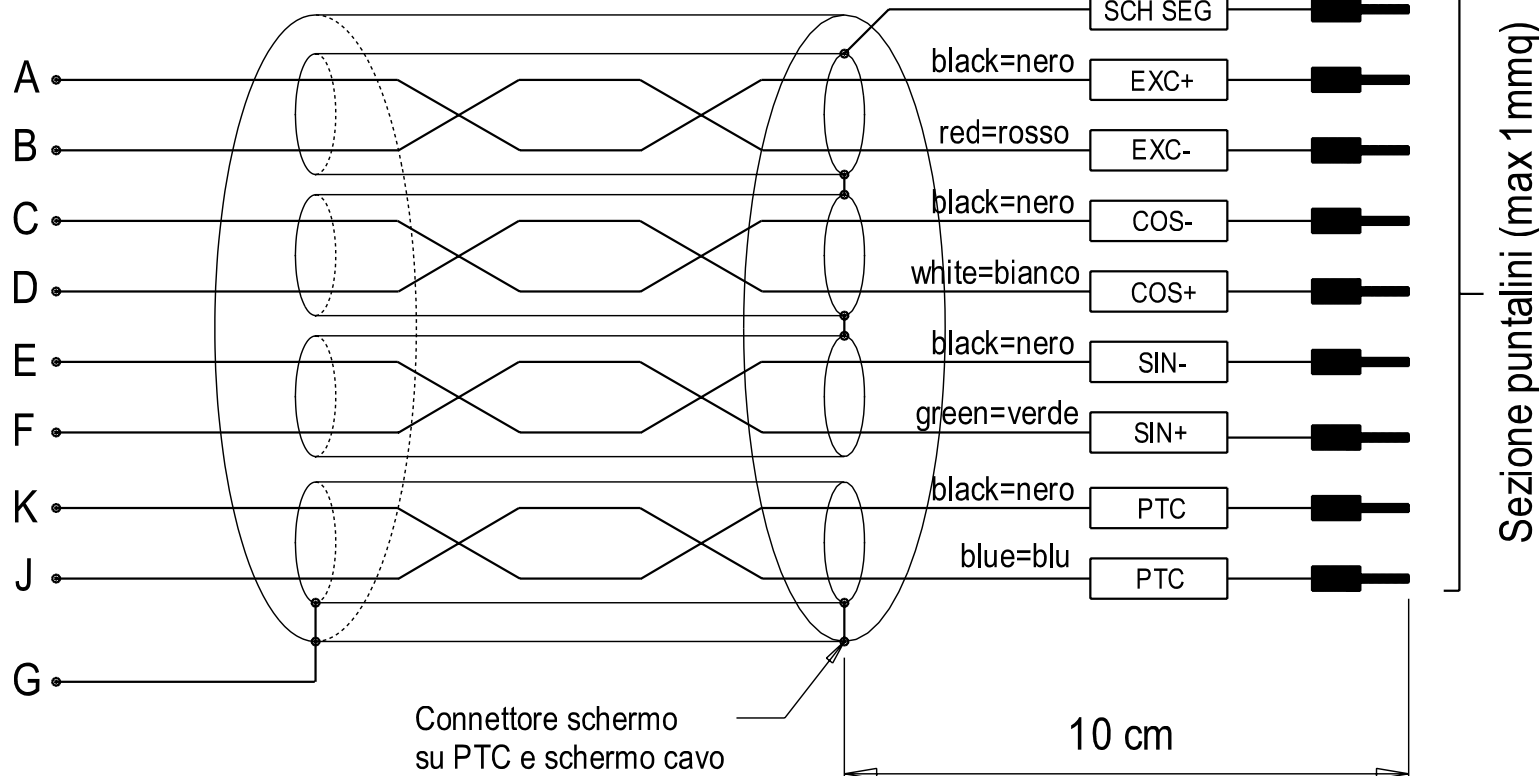 SCH SEG
A
black=nero
EXC+
B
red=rosso
EXC-
C
black=nero
COS-
D
white=bianco
COS+
E
black=nero
SIN-
F
green=verde
SIN+
K
black=nero
PTC
J
blue=blu
PTC
G
Connettore schermo
su PTC e schermo cavo
10 cm
Sezione puntalini (max 1mmq)